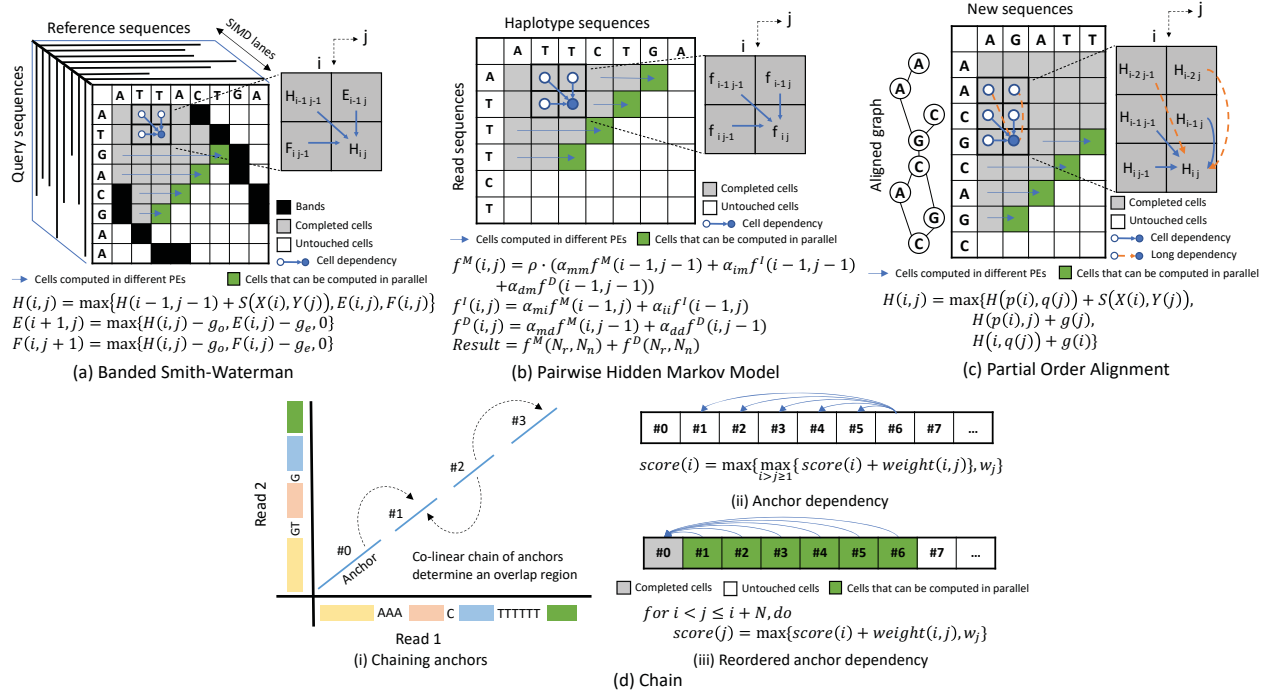 Reference sequences
SIMD lanes
Query sequences
A T T A C T G A
A
T
G
A
C
G
A
A
i
j
H i-1 j-1 E i-1 j
F i j-1 H i j
Bands
Completed cells
Untouched cells
Cell dependency
Cells computed in different PEs
Cells that can be computed in parallel
H(i,j) = max{H(i−1,j−1) + S(X(i),Y(j)), E(i,j), F(i,j)}
E(i+1,j) = max{H(i,j) − g_o, E(i,j) − g_e, 0}
F(i,j+1) = max{H(i,j) − g_o, F(i,j) − g_e, 0}
(a) Banded Smith-Waterman
Haplotype sequences
Read sequences
A T T C T G A
A
T
T
T
C
T
i
j
f i-1 j-1 f i-1 j
f i j-1 f i j
Completed cells
Untouched cells
Cell dependency
Cells computed in different PEs
Cells that can be computed in parallel
f^M(i,j) = ρ · (α_mm f^M(i−1,j−1) + α_im f^I(i−1,j−1)
+α_dm f^D(i−1,j−1))
f^I(i,j) = α_mi f^M(i−1,j) + α_ii f^I(i−1,j)
f^D(i,j) = α_md f^M(i,j−1) + α_dd f^D(i,j−1)
Result = f^M(N_r,N_n) + f^D(N_r,N_n)
(b) Pairwise Hidden Markov Model
New sequences
Aligned graph
A
A
C
G
C
A
G
C
A G A T T
A
A
C
G
C
A
G
C
i
j
H i-2 j-1 H i-2 j
H i-1 j-1 H i-1 j
H i j-1 H i j
Completed cells
Untouched cells
Cell dependency
Long dependency
Cells computed in different PEs
Cells that can be computed in parallel
H(i,j) = max{H(p(i),q(j)) + S(X(i),Y(j)),
H(p(i),j) + g(j),
H(i,q(j)) + g(i)}
(c) Partial Order Alignment
Read 2
G
GT
#0
#1
#2
#3
Anchor
Co-linear chain of anchors
determine an overlap region
AAA C TTTTTT
Read 1
(i) Chaining anchors
#0 #1 #2 #3 #4 #5 #6 #7 ...
score(i) = max{max{score(i) + weight(i,j)}, w_j}
i>j≥1
(ii) Anchor dependency
#0 #1 #2 #3 #4 #5 #6 #7 ...
Completed cells
Untouched cells
Cells that can be computed in parallel
for i < j ≤ i + N, do
score(j) = max{score(i) + weight(i,j), w_j}
(iii) Reordered anchor dependency
(d) Chain